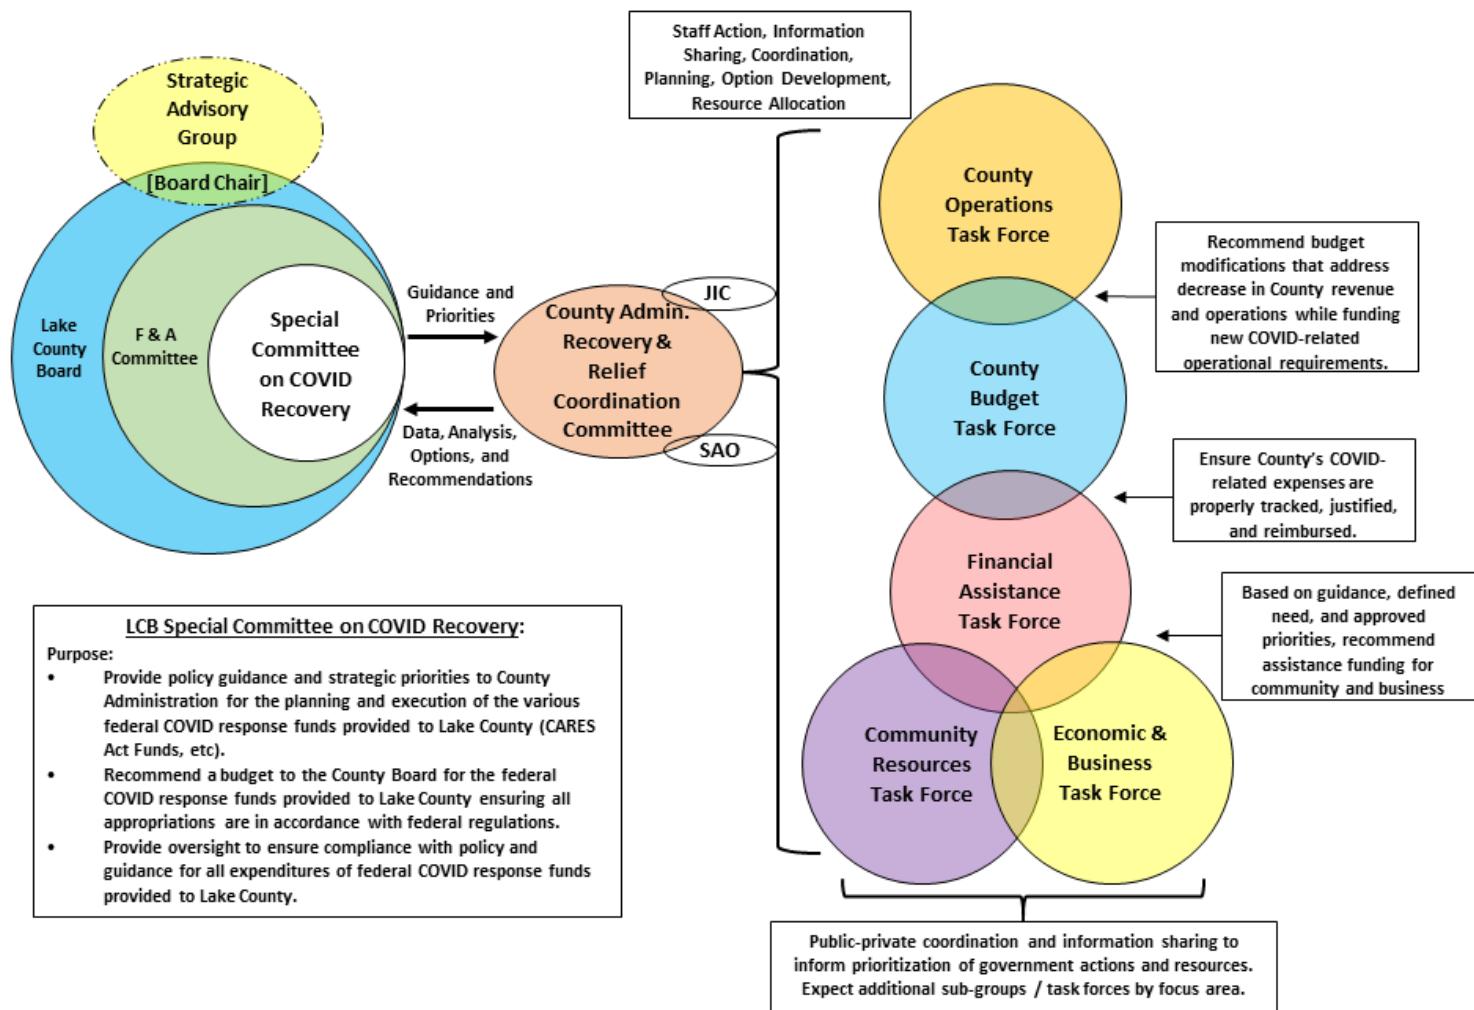 Staff Action, Information
Sharing, Coordination,
Planning, Option Development,
Resource Allocation
Strategic
Advisory
Group
[Board Chair]
Lake
County
Board
F & A
Committee
Special
Committee
on COVID
Recovery
Guidance and
Priorities
Data, Analysis,
Options, and
Recommendations
JIC
County Admin.
Recovery &
Relief
Coordination
Committee
SAO
County
Operations
Task Force
County
Budget
Task Force
Financial
Assistance
Task Force
Community
Resources
Task Force
Economic &
Business
Task Force
Recommend budget
modifications that address
decrease in County revenue
and operations while funding
new COVID-related
operational requirements.
Ensure County’s COVID-
related expenses are
properly tracked, justified,
and reimbursed.
Based on guidance, defined
need, and approved
priorities, recommend
assistance funding for
community and business
LCB Special Committee on COVID Recovery:
Purpose:
• Provide policy guidance and strategic priorities to County
Administration for the planning and execution of the various
federal COVID response funds provided to Lake County (CARES
Act Funds, etc).
• Recommend a budget to the County Board for the federal
COVID response funds provided to Lake County ensuring all
appropriations are in accordance with federal regulations.
• Provide oversight to ensure compliance with policy and
guidance for all expenditures of federal COVID response funds
provided to Lake County.
Public-private coordination and information sharing to
inform prioritization of government actions and resources.
Expect additional sub-groups / task forces by focus area.